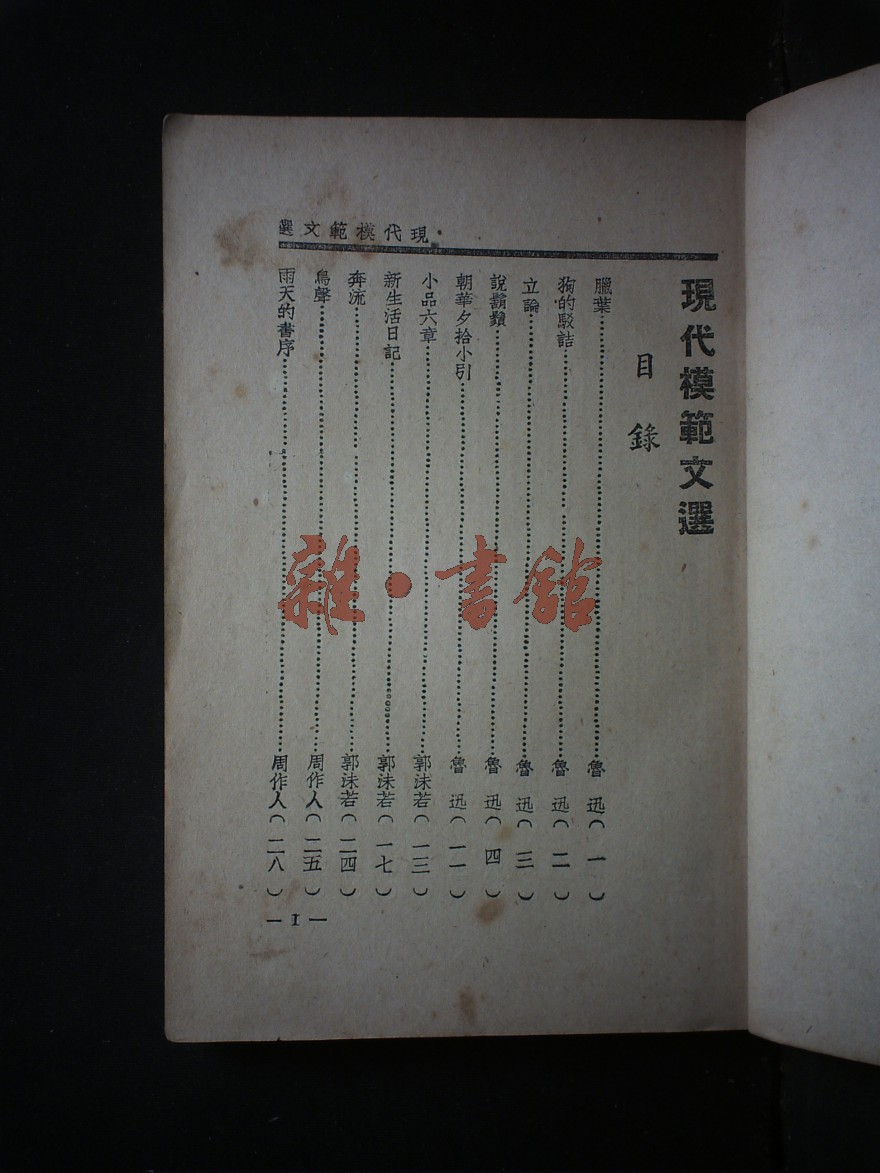 現代模範文選
現代模範文選
目錄
臘葉 魯迅(一)
狗的駁詰 魯迅(二)
立論 魯迅(三)
說鬍鬚 魯迅(四)
朝華夕拾小引 魯迅(一一)
小品六章 郭沫若(一三)
新生活日記 郭沫若(一七)
奔流 郭沫若(二四)
鳥聲 周作人(二五)
雨天的書序 周作人(二八)
— I —
雜·書館